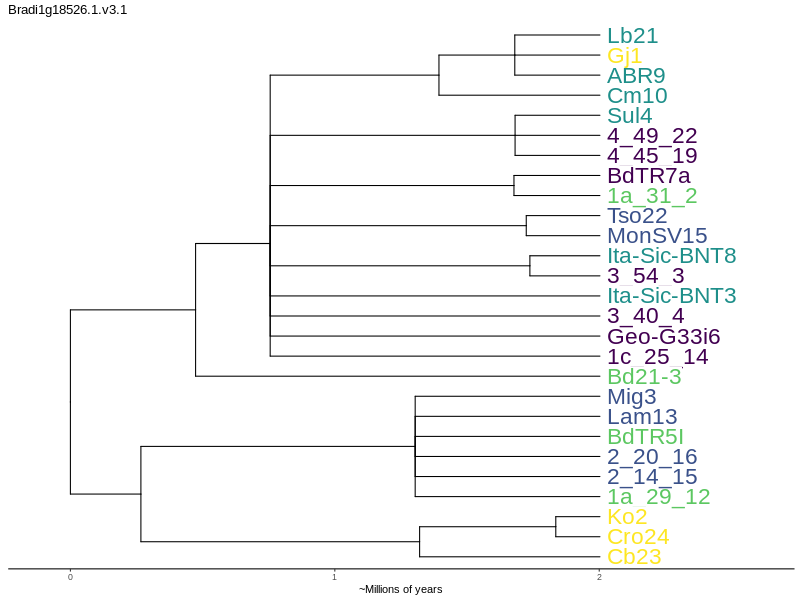 Bradi1g18526.1.v3.1
Lb21
Gj1
ABR9
Cm10
Sul4
4_49_22
4_45_19
BdTR7a
1a_31_2
Tso22
MonSV15
Ita-Sic-BNT8
3_54_3
Ita-Sic-BNT3
3_40_4
Geo-G33i6
1c_25_14
Bd21-3
Mig3
Lam13
BdTR5I
2_20_16
2_14_15
1a_29_12
Ko2
Cro24
Cb23
0 1 2
~Millions of years